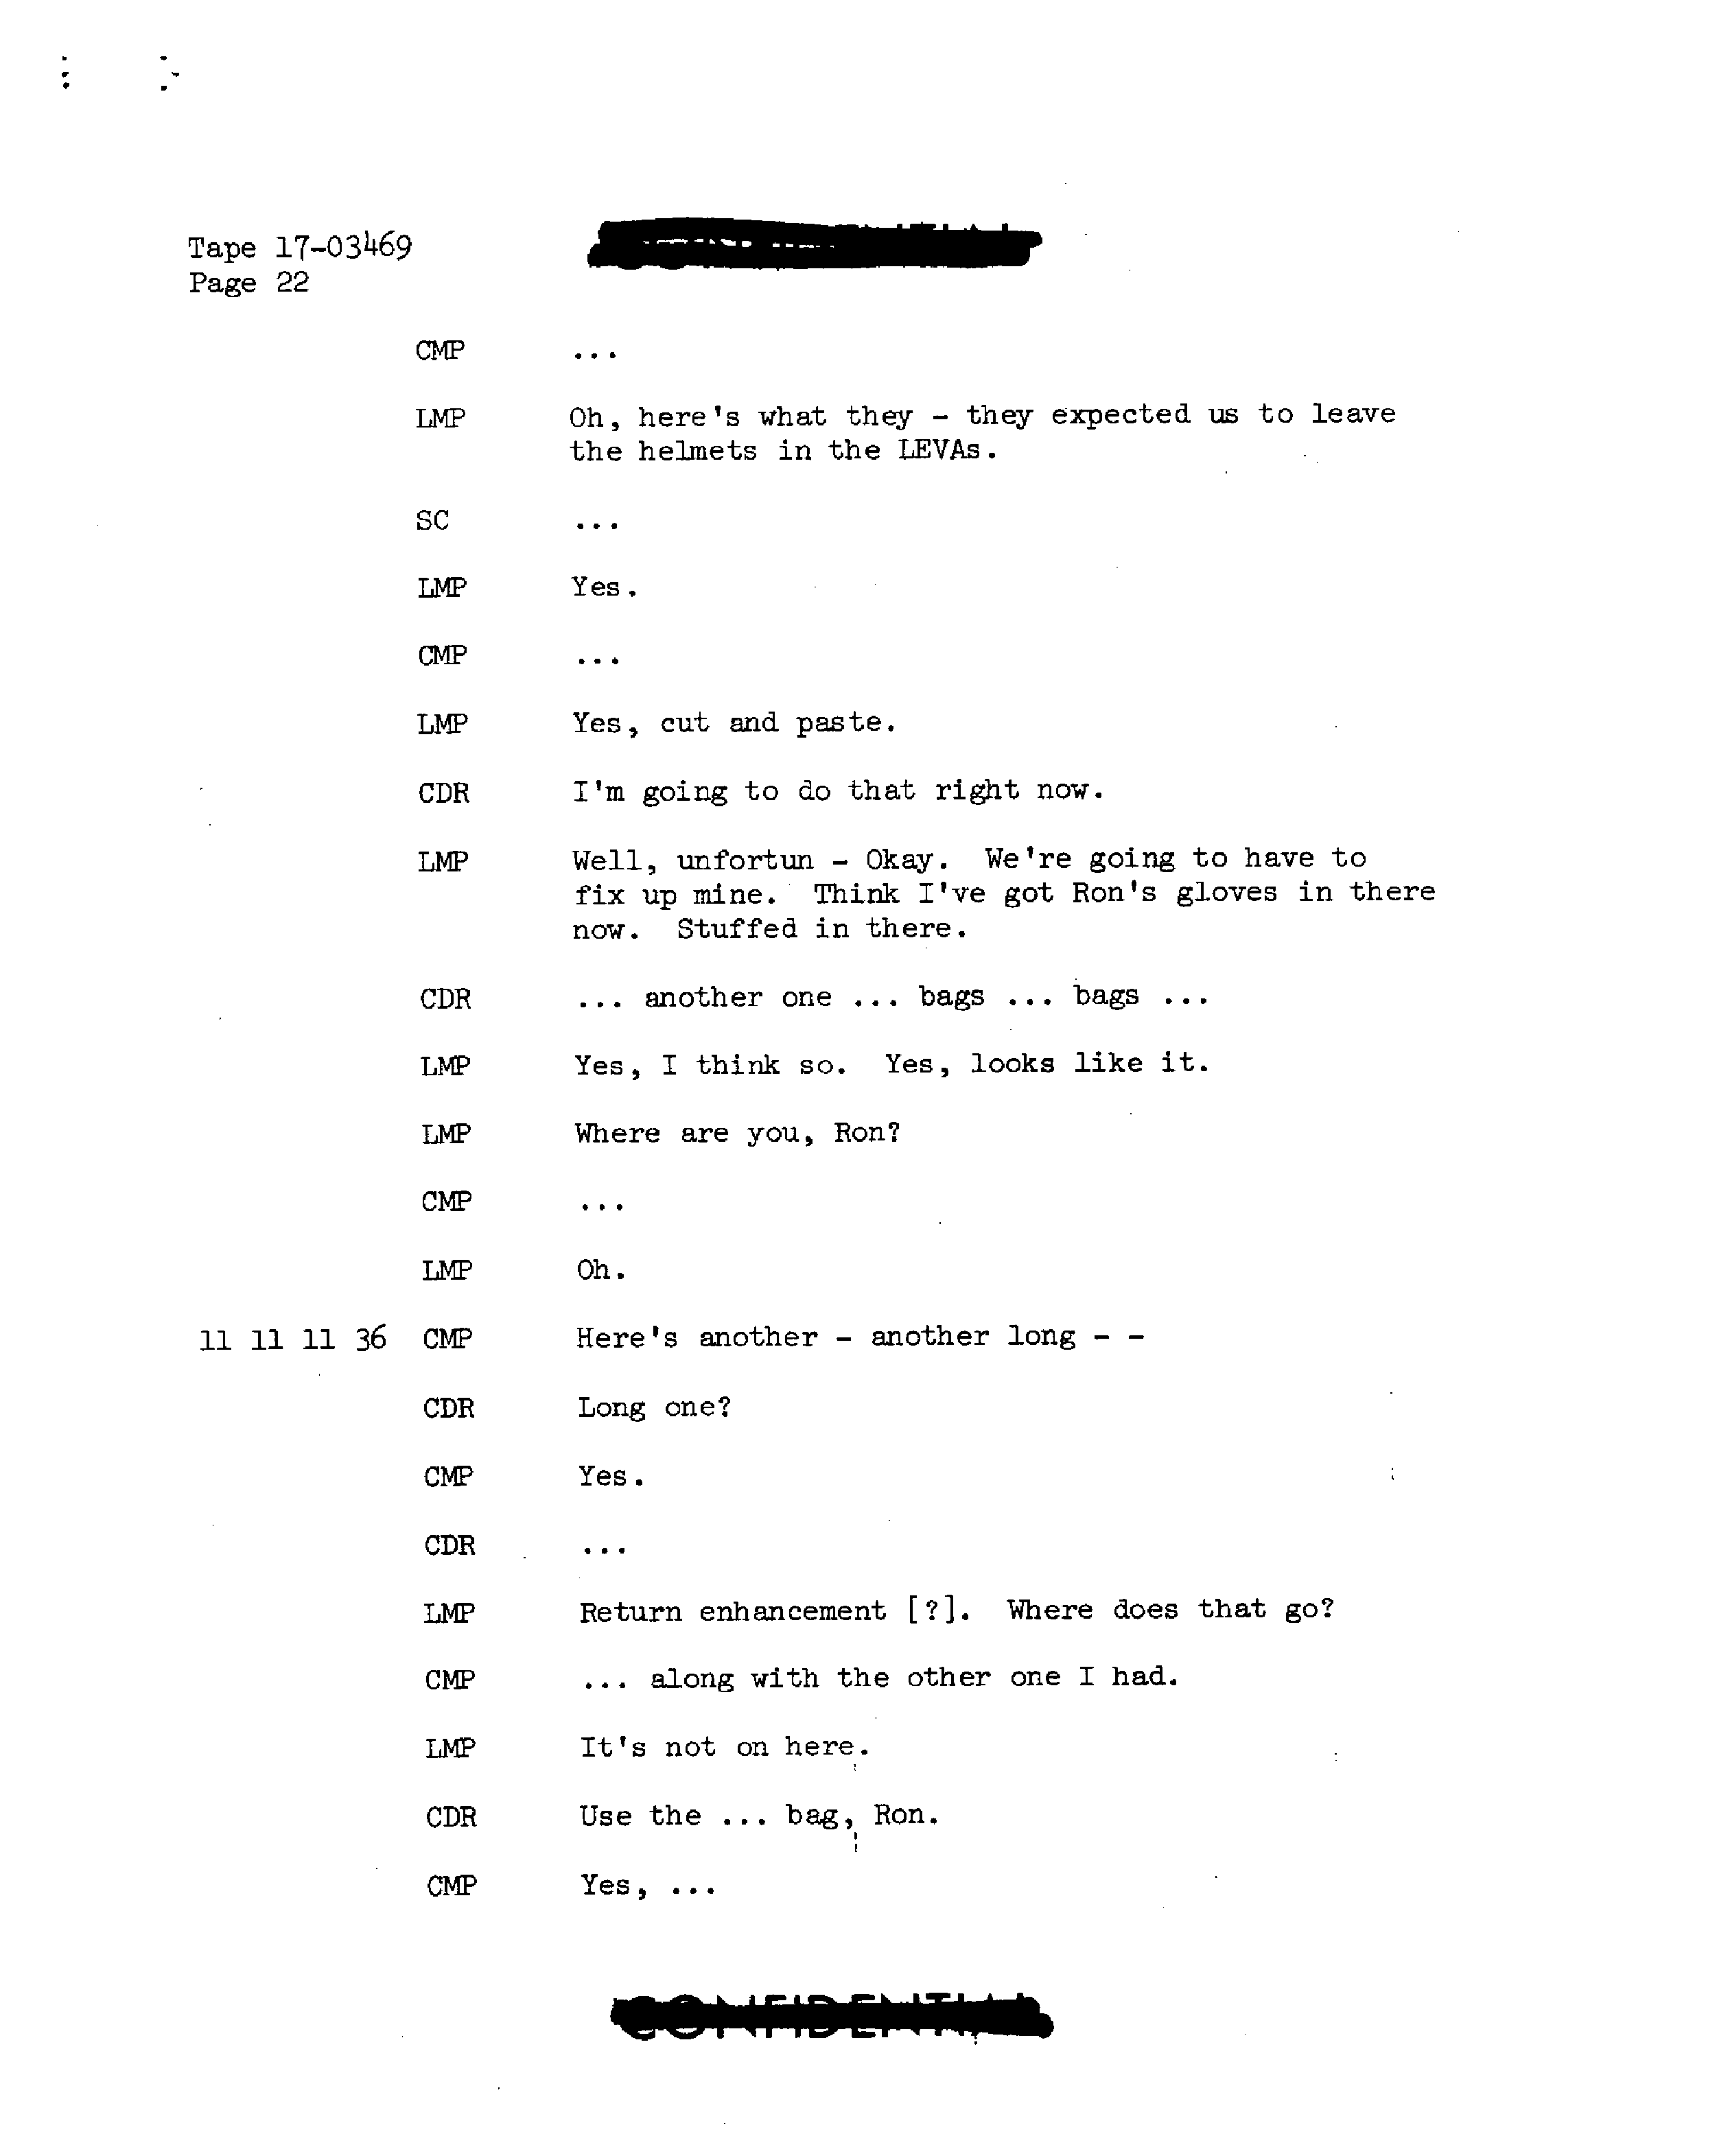 Tape 17-03469
Page 22
CMP ...
LMP Oh, here's what they - they expected us to leave
the helmets in the LEVAs.
SC ...
LMP Yes.
CMP ...
LMP Yes, cut and paste.
CDR I'm going to do that right now.
LMP Well, unfortun - Okay. We're going to have to
fix up mine. Think I've got Ron's gloves in there
now. Stuffed in there.
CDR ... another one ... bags ... bags ...
LMP Yes, I think so. Yes, looks like it.
LMP Where are you, Ron?
CMP ...
LMP Oh.
11 11 11 36 CMP Here's another - another long - -
CDR Long one?
CMP Yes.
CDR ...
LMP Return enhancement [?]. Where does that go?
CMP ... along with the other one I had.
LMP It's not on here.
CDR Use the ... bag, Ron.
CMP Yes, ...
CONFIDENTIAL